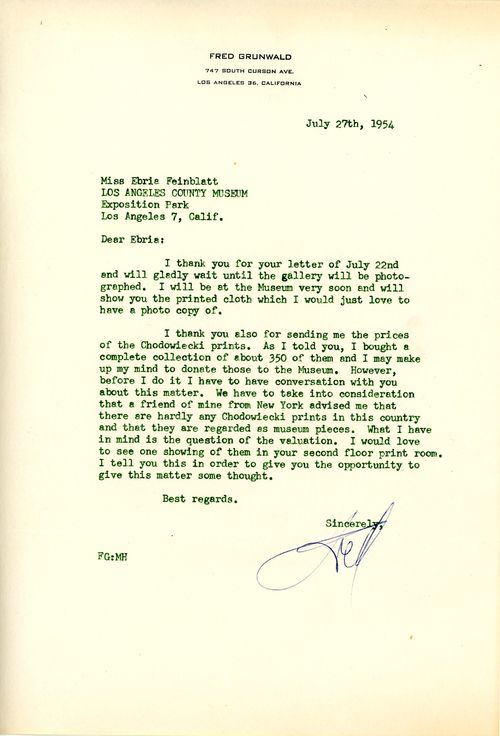 FRED GRUNWALD
747 SOUTH CURSON AVE.
LOS ANGELES 36, CALIFORNIA
July 27th, 1954
Miss Ebria Feinblatt
LOS ANGELES COUNTY MUSEUM
Exposition Park
Los Angeles 7, Calif.
Dear Ebria:
I thank you for your letter of July 22nd
and will gladly wait until the gallery will be photo-
graphed. I will be at the Museum very soon and will
show you the printed cloth which I would just love to
have a photo copy of.
I thank you also for sending me the prices
of the Chodowiecki prints. As I told you, I bought a
complete collection of about 350 of them and I may make
up my mind to donate those to the Museum. However,
before I do it I have to have conversation with you
about this matter. We have to take into consideration
that a friend of mine from New York advised me that
there are hardly any Chodowiecki prints in this country
and that they are regarded as museum pieces. What I have
in mind is the question of the valuation. I would love
to see one showing of them in your second floor print room.
I tell you this in order to give you the opportunity to
give this matter some thought.
Best regards.
Sincerely,
Fred
FG:MH